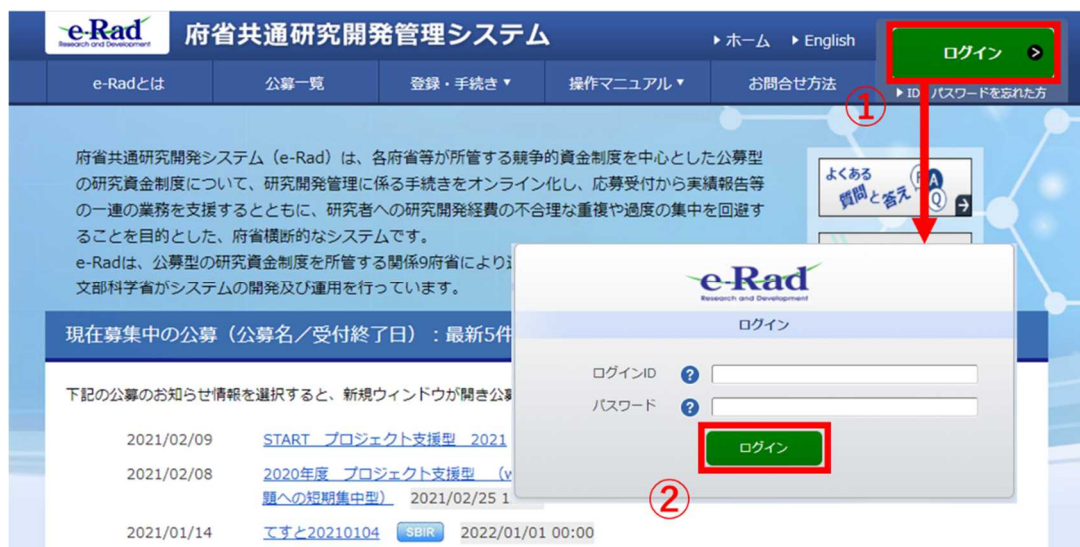 e-Rad
Research and Development
府省共通研究開発管理システム
ホーム
English
ログイン
e-Radとは
公募一覧
登録・手続き▼
操作マニュアル▼
お問合せ方法
①
パスワードを忘れた方
府省共通研究開発システム(e-Rad)は、各府省等が所管する競争的資金制度を中心とした公募型
の研究資金制度について、研究開発管理に係る手続きをオンライン化し、応募受付から実績報告等
の一連の業務を支援するとともに、研究者への研究開発経費の不合理な重複や過度の集中を回避す
ることを目的とした、府省横断的なシステムです。
e-Radは、公募型の研究資金制度を所管する関係9府省により
文部科学省がシステムの開発及び運用を行っています。
よくある
質問と答え
Q
A
Q
e-Rad
Research and Development
ログイン
ログインID
パスワード
ログイン
②
現在募集中の公募(公募名/受付終了日):最新5件
下記の公募のお知らせ情報を選択すると、新規ウィンドウが開き公
2021/02/09 START プロジェクト支援型 2021
2021/02/08 2020年度 プロジェクト支援型 (
題への短期集中型) 2021/02/25 1
2021/01/14 てすと20210104 SBIR 2022/01/01 00:00